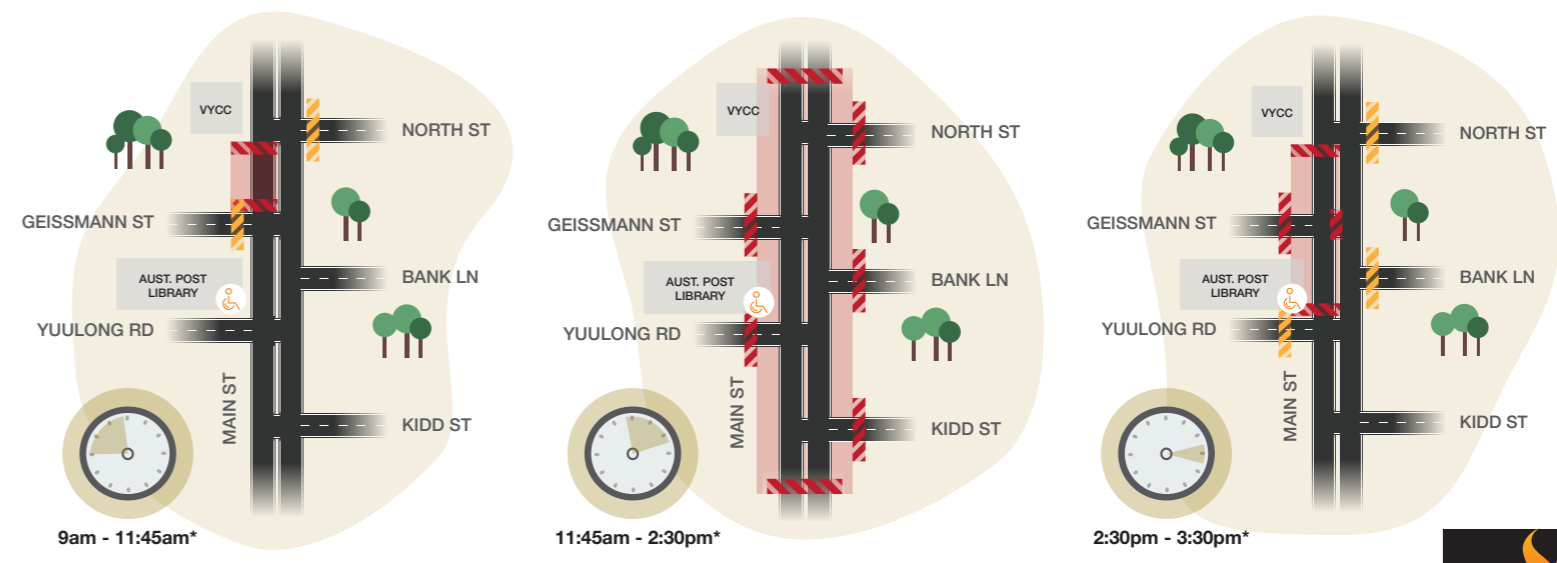 VYCC
NORTH ST
GEISSMANN ST
AUST. POST
LIBRARY
BANK LN
YUULONG RD
MAIN ST
KIDD ST
9am - 11:45am*
VYCC
NORTH ST
GEISSMANN ST
AUST. POST
LIBRARY
BANK LN
YUULONG RD
MAIN ST
KIDD ST
11:45am - 2:30pm*
VYCC
NORTH ST
GEISSMANN ST
AUST. POST
LIBRARY
BANK LN
YUULONG RD
MAIN ST
KIDD ST
2:30pm - 3:30pm*